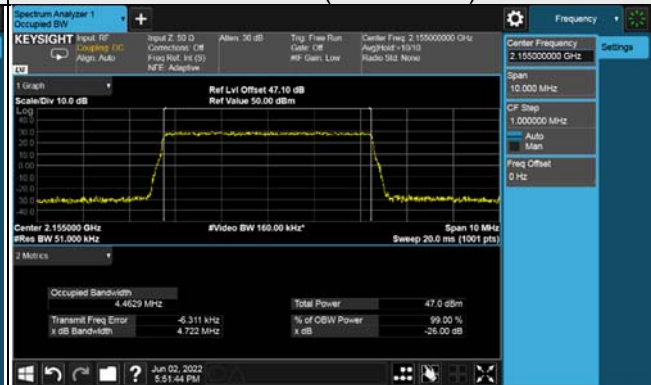 Spectrum Analyzer 1
Occupied BW
Frequency
KEYSIGHT
Input: RF
Coupling: DC
Align: Auto
Input Z: 50 Ω
Corrections: Off
Freq Ref: Int (S)
NFE: Adaptive
Atten: 30 dB
Trig: Free Run
Gate: Off
#IF Gain: Low
Center Freq: 2.155000000 GHz
Avg|Hold:>10/10
Radio Std: None
LM
Center Frequency
2.155000000 GHz
Settings
Span
10.000 MHz
CF Step
1.000000 MHz
Auto
Man
Freq Offset
0 Hz
1 Graph
Scale/Div 10.0 dB
Ref Lvl Offset 47.10 dB
Ref Value 50.00 dBm
Log
40.0
30.0
20.0
10.0
0.00
-10.0
-20.0
-30.0
-40.0
Center 2.155000 GHz
#Res BW 51.000 kHz
#Video BW 160.00 kHz*
Span 10 MHz
Sweep 20.0 ms (1001 pts)
2 Metrics
Occupied Bandwidth
4.4629 MHz
Total Power 47.0 dBm
Transmit Freq Error -6.311 kHz
% of OBW Power 99.00 %
x dB Bandwidth 4.722 MHz
x dB -26.00 dB
Jun 02, 2022
5:51:44 PM